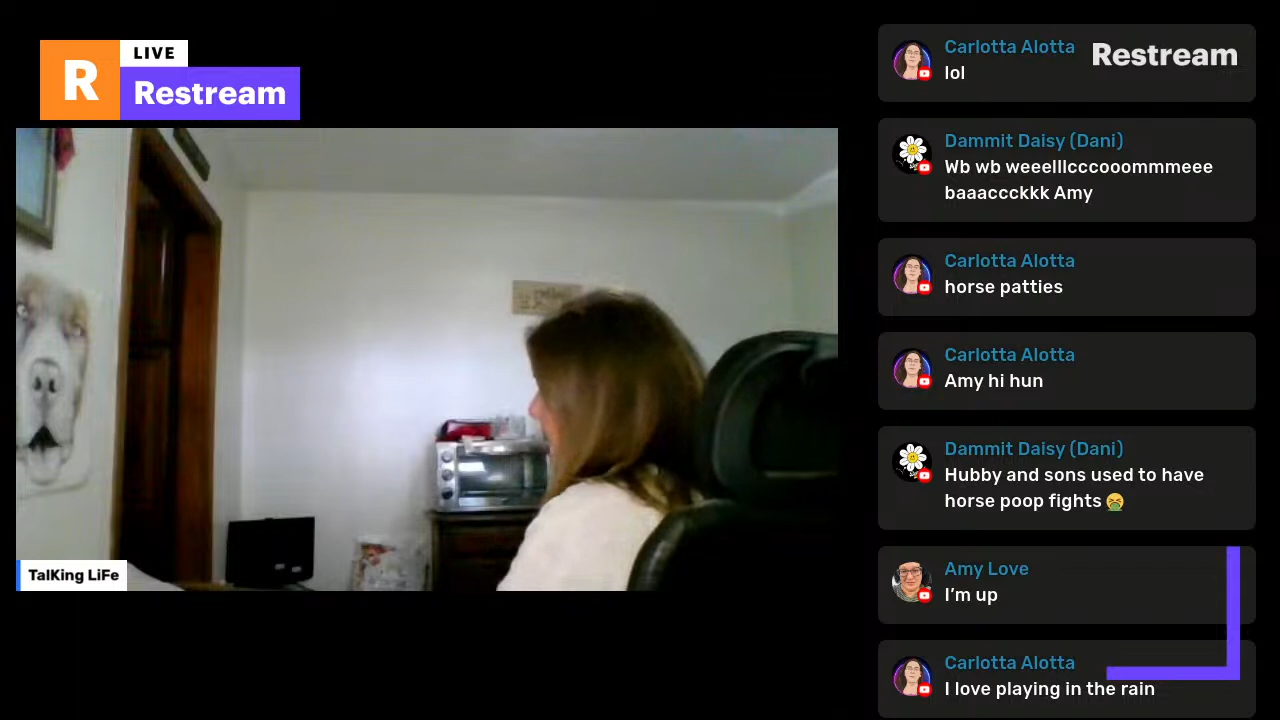 R
LIVE
Restream
TalKing LiFe
Restream
Carlotta Alotta
lol
Dammit Daisy (Dani)
Wb wb weeelllcccooommmeee
baaaccckkk Amy
Carlotta Alotta
horse patties
Carlotta Alotta
Amy hi hun
Dammit Daisy (Dani)
Hubby and sons used to have
horse poop fights 🤮
Amy Love
I’m up
Carlotta Alotta
I love playing in the rain